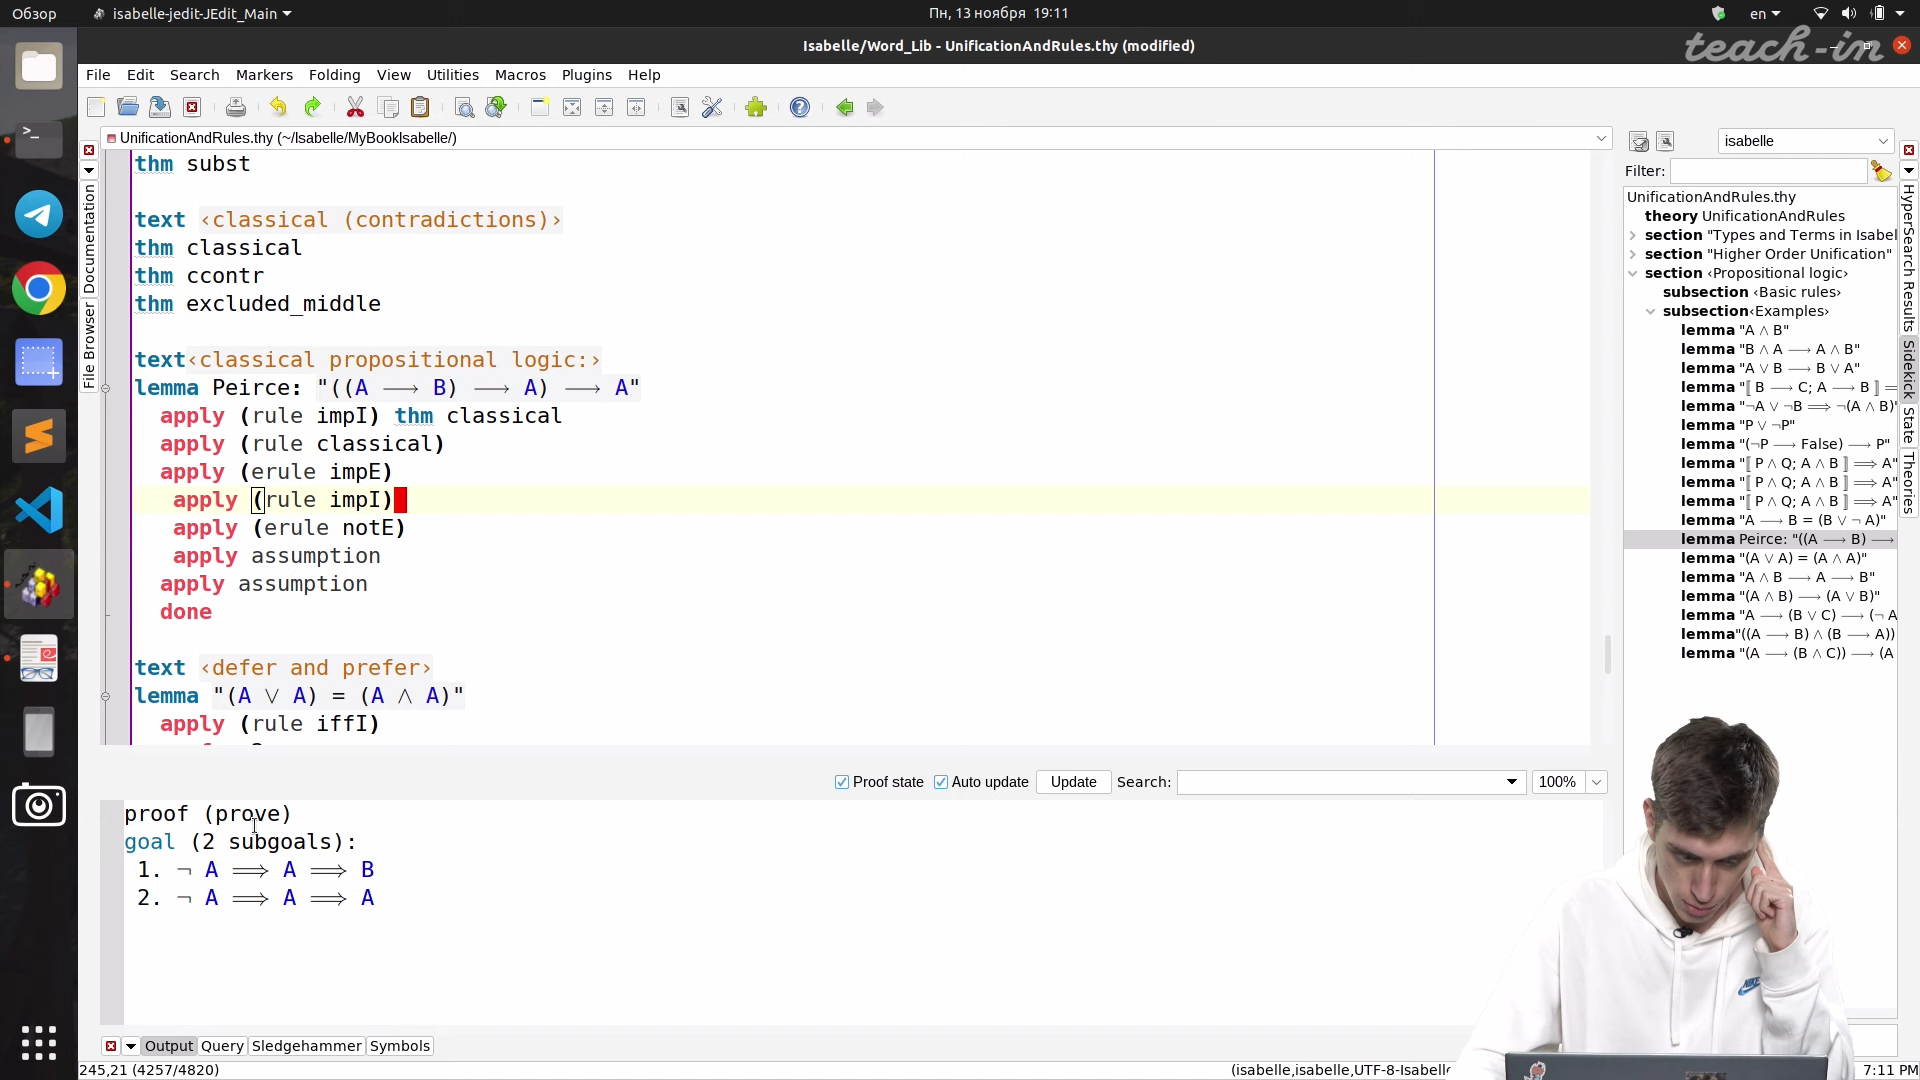 Обзор
isabelle-jedit-JEdit_Main
Пн, 13 ноября 19:11
en
Isabelle/Word_Lib - UnificationAndRules.thy (modified)
teach-in
File Edit Search Markers Folding View Utilities Macros Plugins Help
UnificationAndRules.thy (~/Isabelle/MyBookIsabelle/)
isabelle
Filter:
thm subst
text ‹classical (contradictions)›
thm classical
thm ccontr
thm excluded_middle
text‹classical propositional logic:›
lemma Peirce: "((A ⟶ B) ⟶ A) ⟶ A"
apply (rule impI) thm classical
apply (rule classical)
apply (erule impE)
apply (rule impI)
apply (erule notE)
apply assumption
apply assumption
done
text ‹defer and prefer›
lemma "(A ∨ A) = (A ∧ A)"
apply (rule iffI)
Documentation
File Browser
UnificationAndRules.thy
theory UnificationAndRules
section "Types and Terms in Isabel
section "Higher Order Unification"
section ‹Propositional logic›
subsection ‹Basic rules›
subsection‹Examples›
lemma "A ∧ B"
lemma "B ∧ A ⟶ A ∧ B"
lemma "A ∨ B ⟶ B ∨ A"
lemma "⟦ B ⟶ C; A ⟶ B ⟧ =
lemma "¬A ∨ ¬B ⟹ ¬(A ∧ B)"
lemma "P ∨ ¬P"
lemma "(¬P ⟶ False) ⟶ P"
lemma "⟦ P ∧ Q; A ∧ B ⟧ ⟹ A"
lemma "⟦ P ∧ Q; A ∧ B ⟧ ⟹ A"
lemma "⟦ P ∧ Q; A ∧ B ⟧ ⟹ A"
lemma "A ⟶ B = (B ∨ ¬ A)"
lemma Peirce: "((A ⟶ B) ⟶
lemma "(A ∨ A) = (A ∧ A)"
lemma "A ∧ B ⟶ A ⟶ B"
lemma "(A ∧ B) ⟶ (A ∨ B)"
lemma "A ⟶ (B ∨ C) ⟶ (¬ A
lemma"((A ⟶ B) ∧ (B ⟶ A))
lemma "(A ⟶ (B ∧ C)) ⟶ (A
HyperSearch Results
Sidekick
State
Theories
Proof state Auto update Update Search: 100%
proof (prove)
goal (2 subgoals):
1. ¬ A ⟹ A ⟹ B
2. ¬ A ⟹ A ⟹ A
NIKE
Output Query Sledgehammer Symbols
245,21 (4257/4820)
(isabelle,isabelle,UTF-8-Isabelle
7:11 PM